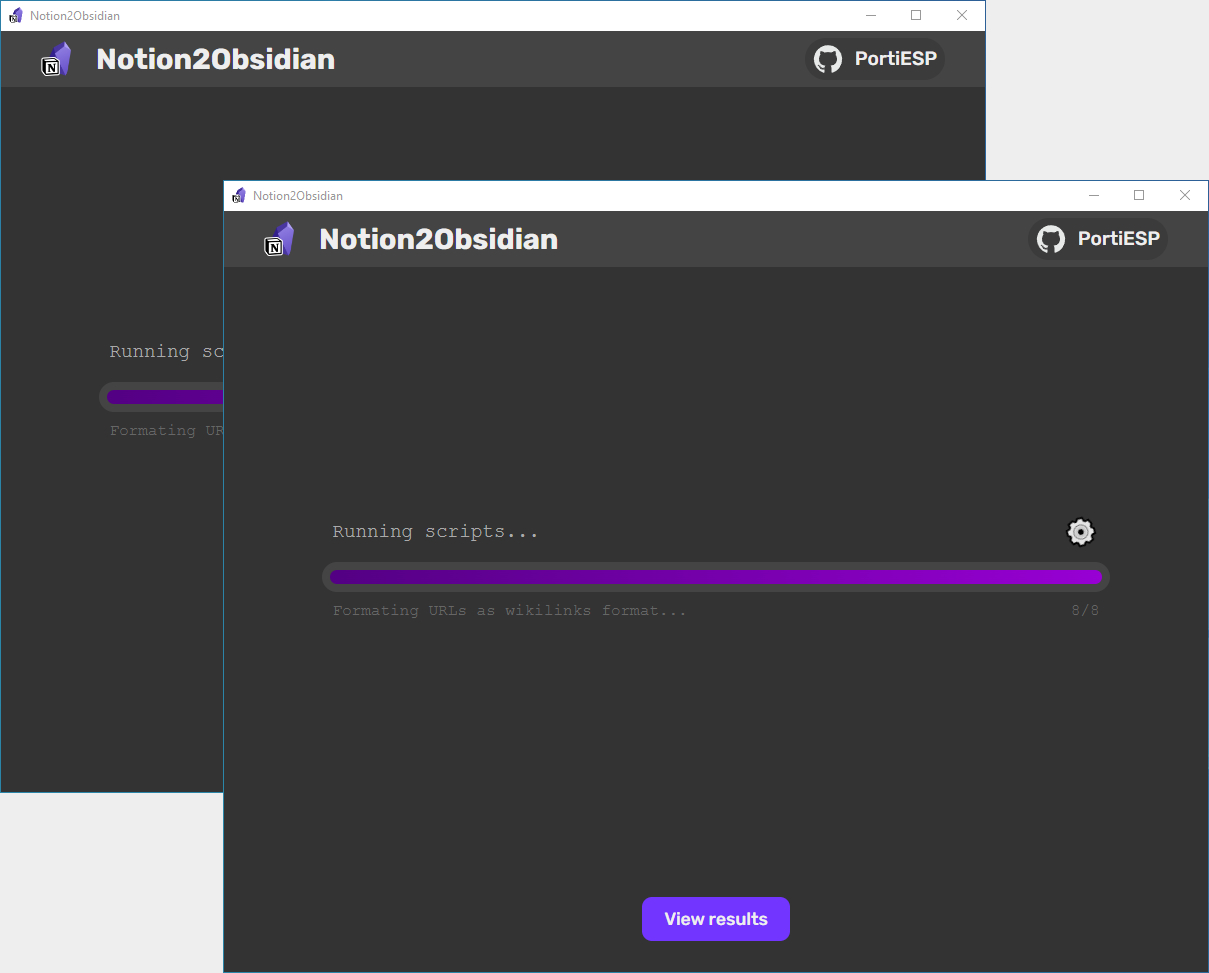 Notion2Obsidian
Notion2Obsidian
PortiESP
Running sc
Formating UR
Notion2Obsidian
N
Notion2Obsidian
PortiESP
Running scripts...
Formating URLs as wikilinks format...
8/8
View results